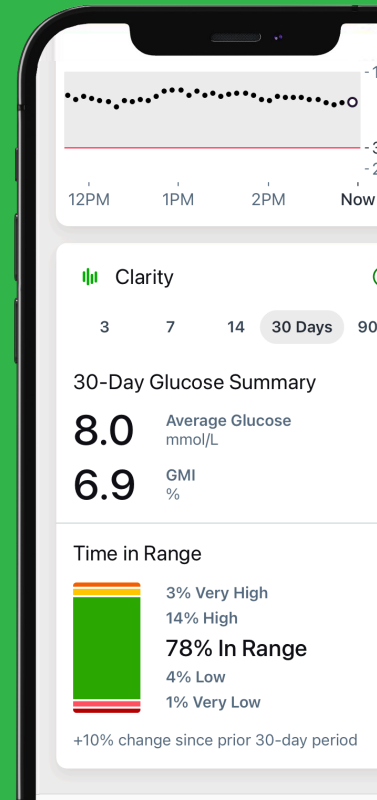 12PM 1PM 2PM Now
Clarity
3 7 14 30 Days 90
30-Day Glucose Summary
8.0 Average Glucose
mmol/L
6.9 GMI
%
Time in Range
3% Very High
14% High
78% In Range
4% Low
1% Very Low
+10% change since prior 30-day period